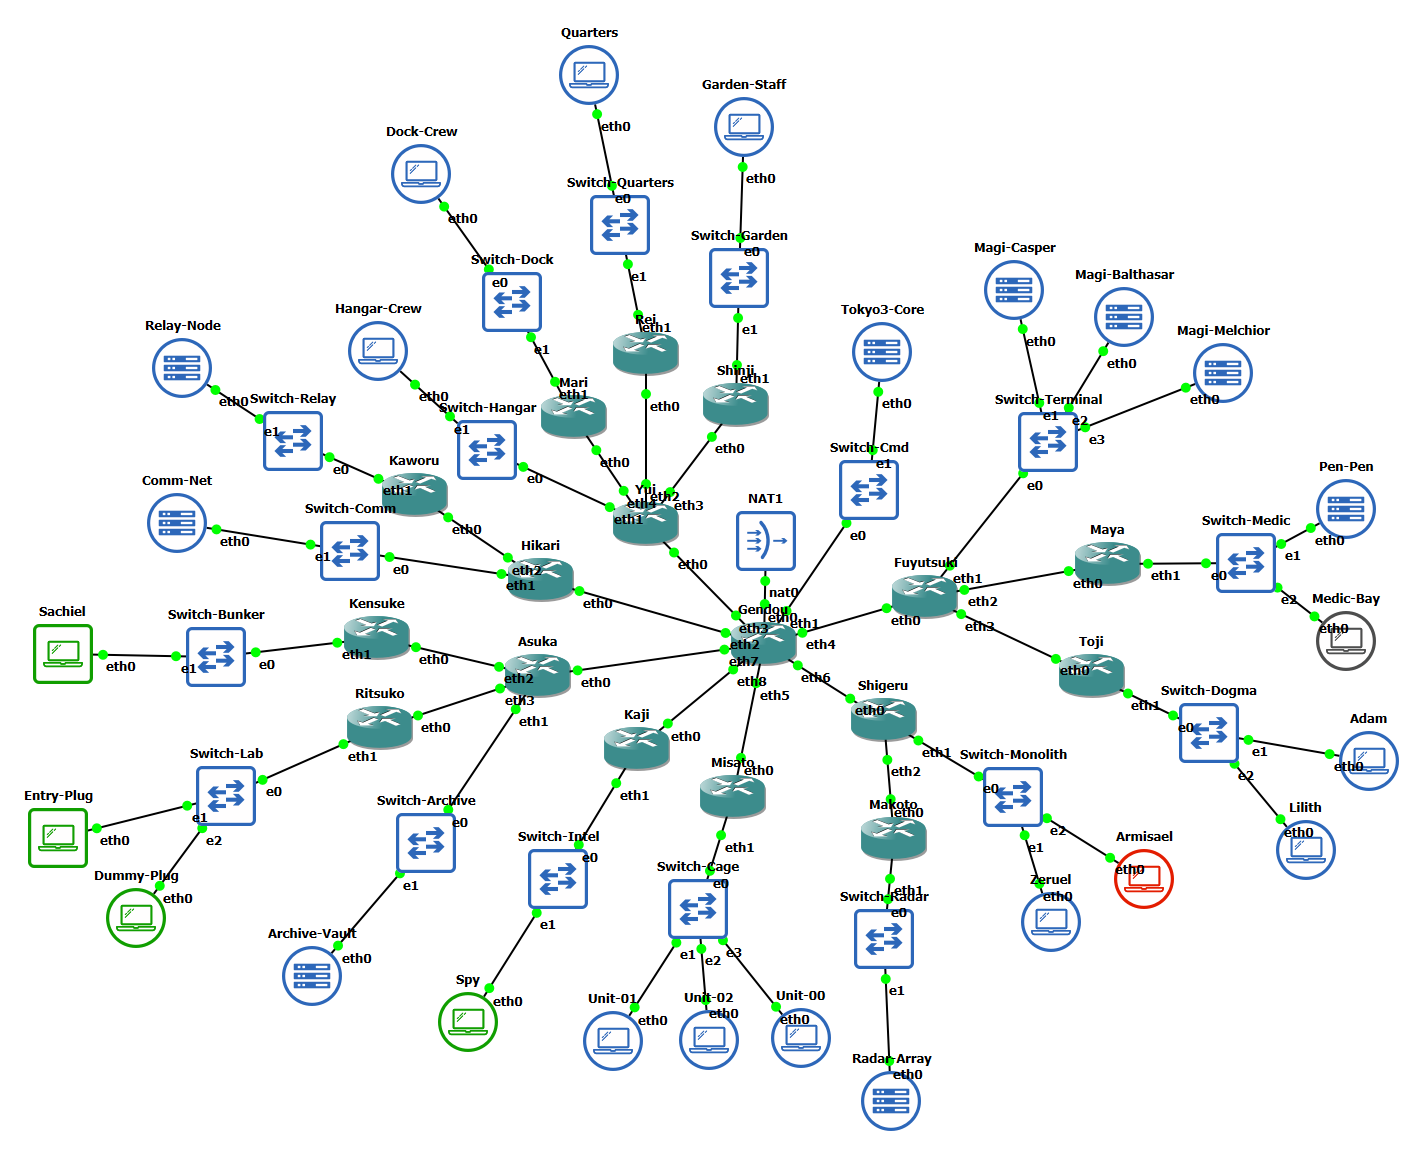 Quarters
eth0
Garden-Staff
eth0
Dock-Crew
eth0
Switch-Quarters
e0
e1
Switch-Garden
e0
e1
Switch-Dock
e0
e1
Magi-Casper
eth0
Magi-Balthasar
eth0
Magi-Melchior
eth0
Hangar-Crew
eth0
Tokyo3-Core
eth0
Relay-Node
eth0
Rei
eth1
eth0
Shinji
eth1
eth0
Mari
eth1
eth0
Switch-Relay
e1
e0
Switch-Hangar
e1
e0
Switch-Terminal
e1
e2
e3
e0
Switch-Cmd
e1
e0
Kaworu
eth1
eth0
Yui
eth2
eth4
eth3
eth1
eth0
NAT1
nat0
Pen-Pen
eth0
Comm-Net
eth0
Switch-Comm
e1
e0
Hikari
eth2
eth1
eth0
Maya
eth0
eth1
Switch-Medic
e0
e1
e2
Fuyutsuki
eth1
eth2
eth0
eth3
Medic-Bay
eth0
Sachiel
eth0
Switch-Bunker
e1
e0
Kensuke
eth1
eth0
Gendou
eth0
eth3
eth1
eth2
eth4
eth7
eth8
eth6
eth5
Asuka
eth2
eth0
eth3
eth1
Toji
eth0
eth1
Ritsuko
eth0
eth1
Shigeru
eth0
eth1
eth2
Switch-Dogma
e0
e1
e2
Adam
eth0
Kaji
eth0
eth1
Switch-Lab
e0
e1
e2
Misato
eth0
eth1
Switch-Monolith
e0
e1
e2
Entry-Plug
eth0
Switch-Archive
e0
e1
Makoto
eth0
eth1
Lilith
eth0
Switch-Intel
e0
e1
Armisael
eth0
Dummy-Plug
eth0
Switch-Cage
e0
e1
e2
e3
Zeruel
eth0
Switch-Radar
e0
e1
Archive-Vault
eth0
Spy
eth0
Unit-01
eth0
Unit-02
eth0
Unit-00
eth0
Radar-Array
eth0